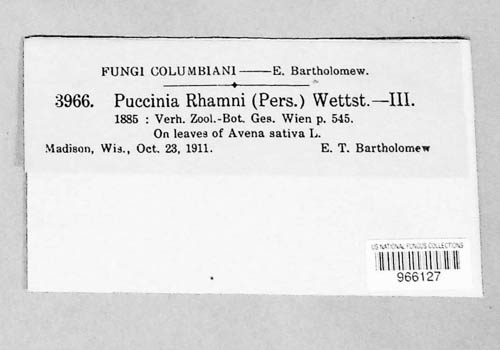 FUNGI COLUMBIANI—E. Bartholomew.
3966. Puccinia Rhamni (Pers.) Wettst.—III.
1885 : Verh. Zool.-Bot. Ges. Wien p. 545.
On leaves of Avena sativa L.
Madison, Wis., Oct. 23, 1911. E. T. Bartholomew
US NATIONAL FUNGUS COLLECTIONS
966127